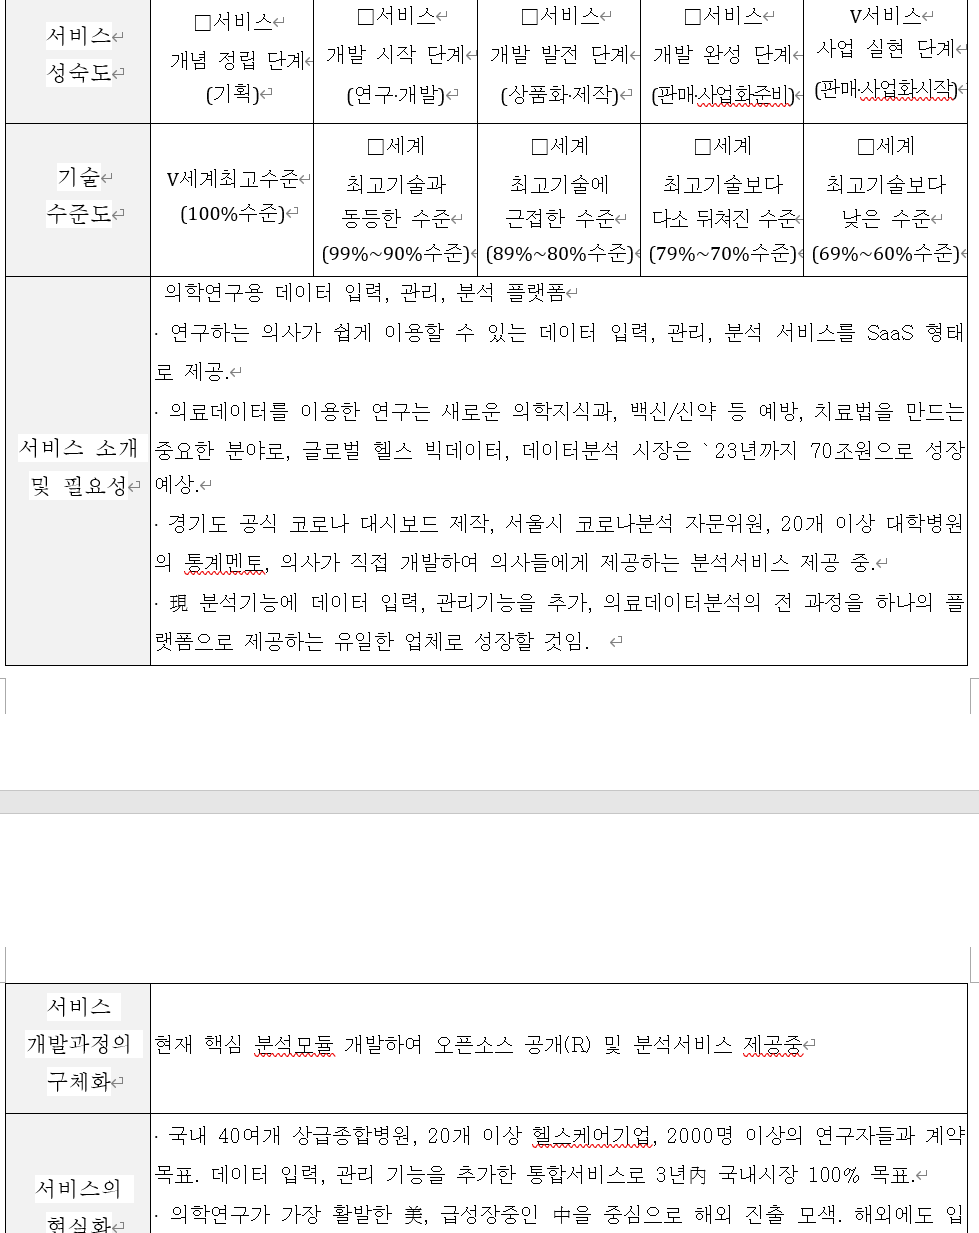 서비스
성숙도
□서비스
개념 정립 단계
(기획)
□서비스
개발 시작 단계
(연구·개발)
□서비스
개발 발전 단계
(상품화·제작)
□서비스
개발 완성 단계
(판매·사업화준비)
V서비스
사업 실현 단계
(판매·사업화시작)
기술
수준도
V세계최고수준
(100%수준)
□세계
최고기술과
동등한 수준
(99%~90%수준)
□세계
최고기술에
근접한 수준
(89%~80%수준)
□세계
최고기술보다
다소 뒤쳐진 수준
(79%~70%수준)
□세계
최고기술보다
낮은 수준
(69%~60%수준)
서비스 소개
및 필요성
의학연구용 데이터 입력, 관리, 분석 플랫폼
· 연구하는 의사가 쉽게 이용할 수 있는 데이터 입력, 관리, 분석 서비스를 SaaS 형태
로 제공.
· 의료데이터를 이용한 연구는 새로운 의학지식과, 백신/신약 등 예방, 치료법을 만드는
중요한 분야로, 글로벌 헬스 빅데이터, 데이터분석 시장은 `23년까지 70조원으로 성장
예상.
· 경기도 공식 코로나 대시보드 제작, 서울시 코로나분석 자문위원, 20개 이상 대학병원
의 통계멘토, 의사가 직접 개발하여 의사들에게 제공하는 분석서비스 제공 중.
· 現 분석기능에 데이터 입력, 관리기능을 추가, 의료데이터분석의 전 과정을 하나의 플
랫폼으로 제공하는 유일한 업체로 성장할 것임.
서비스
개발과정의
구체화
현재 핵심 분석모듈 개발하여 오픈소스 공개(R) 및 분석서비스 제공중
서비스의
현실화
· 국내 40여개 상급종합병원, 20개 이상 헬스케어기업, 2000명 이상의 연구자들과 계약
목표. 데이터 입력, 관리 기능을 추가한 통합서비스로 3년內 국내시장 100% 목표.
· 의학연구가 가장 활발한 美, 급성장중인 中을 중심으로 해외 진출 모색. 해외에도 입